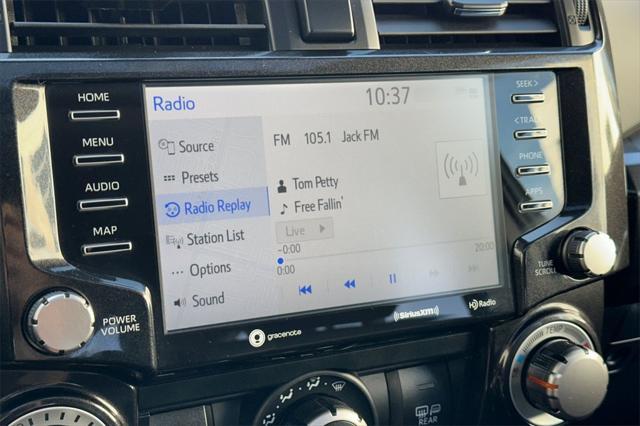 HOME
MENU
AUDIO
MAP
POWER
VOLUME
Radio
10:37
Source
Presets
Radio Replay
Station List
Options
Sound
FM 105.1 Jack FM
Tom Petty
Free Fallin'
Live
-0:00
0:00
20:00
gracenote
SiriusXM
HD Radio
SEEK >
< TRACK
PHONE
APPS
TUNE
SCROLL
TEMP
REAR